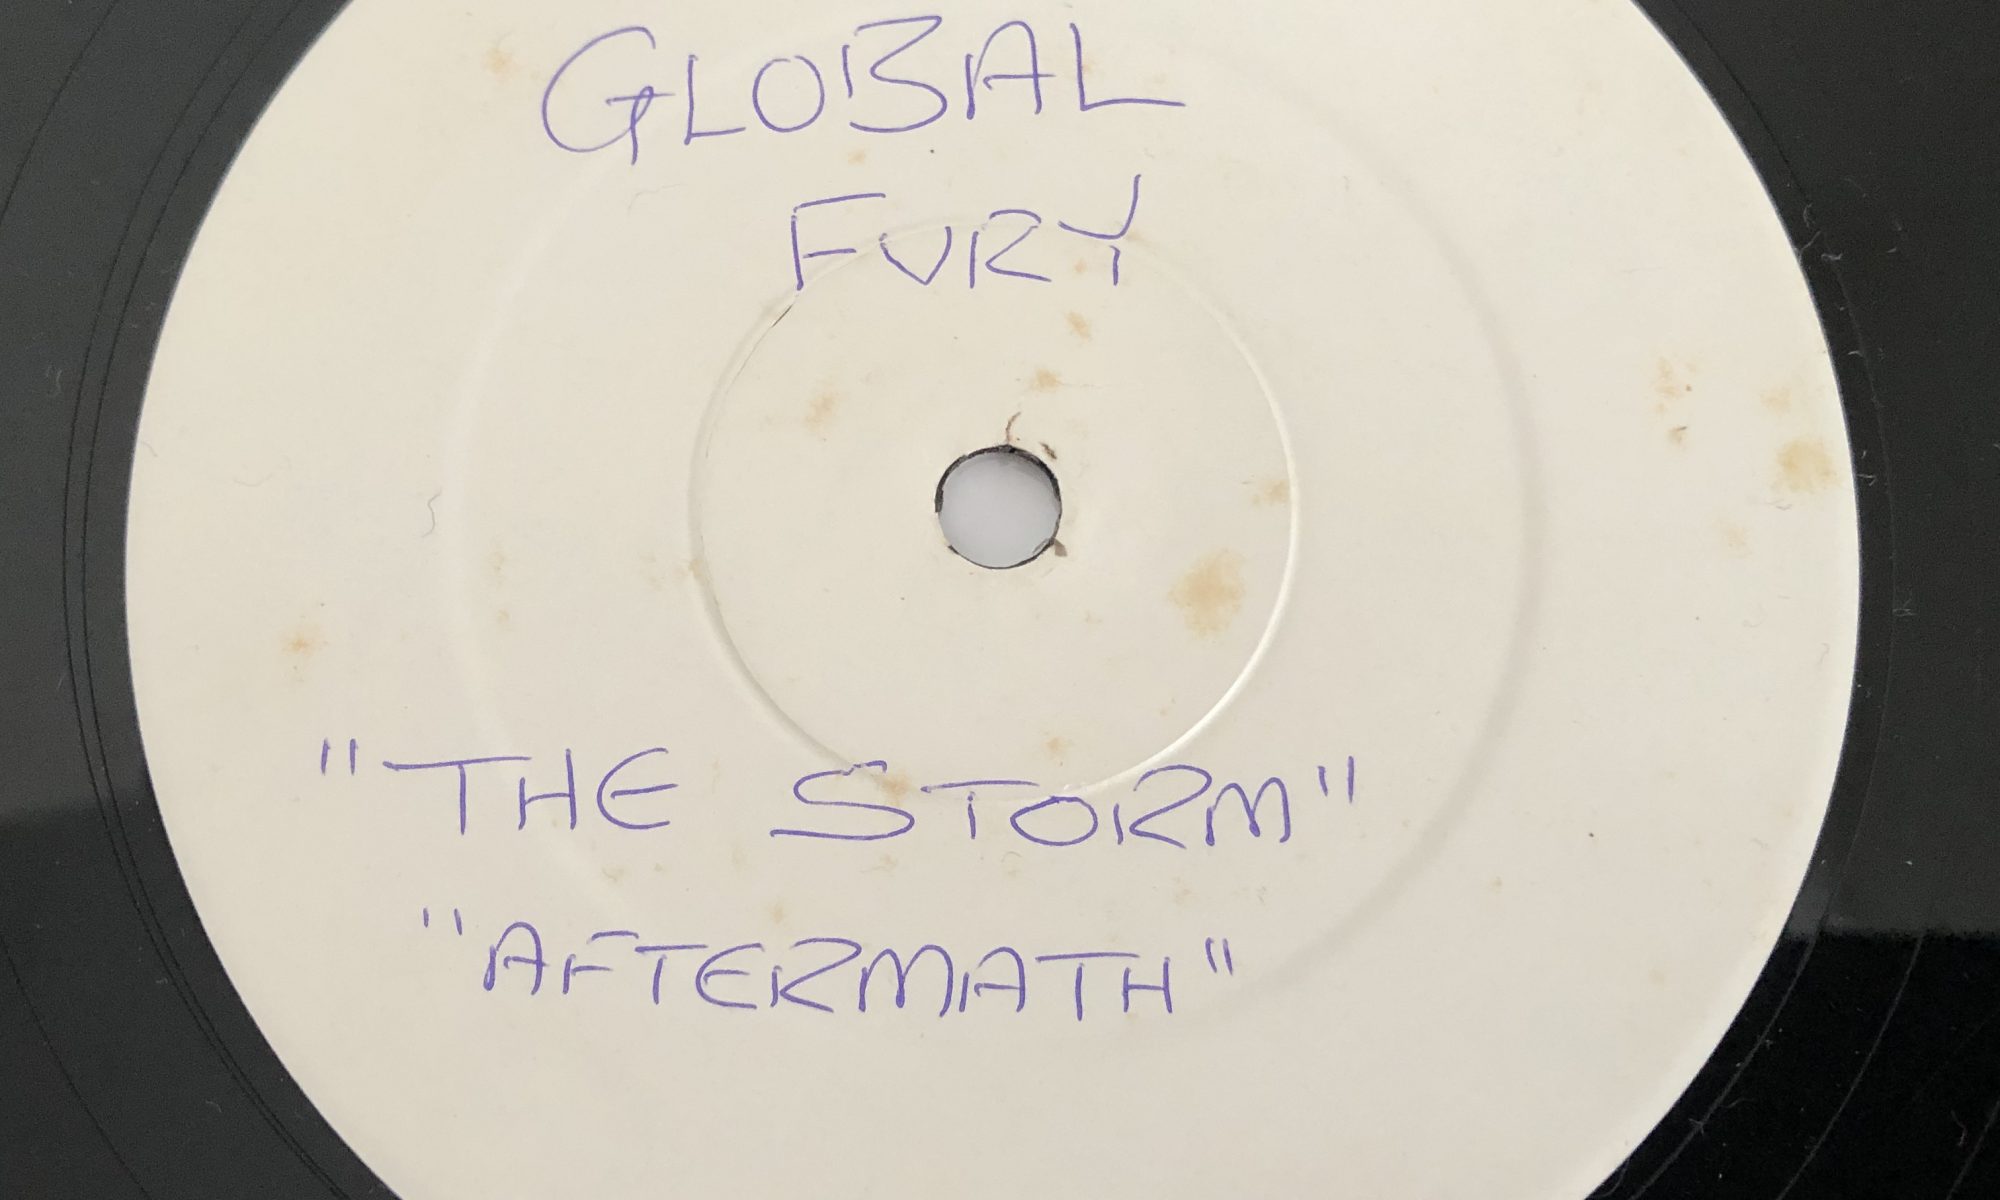 GLOBAL
FURY
"THE STORM"
"AFTERMATH"